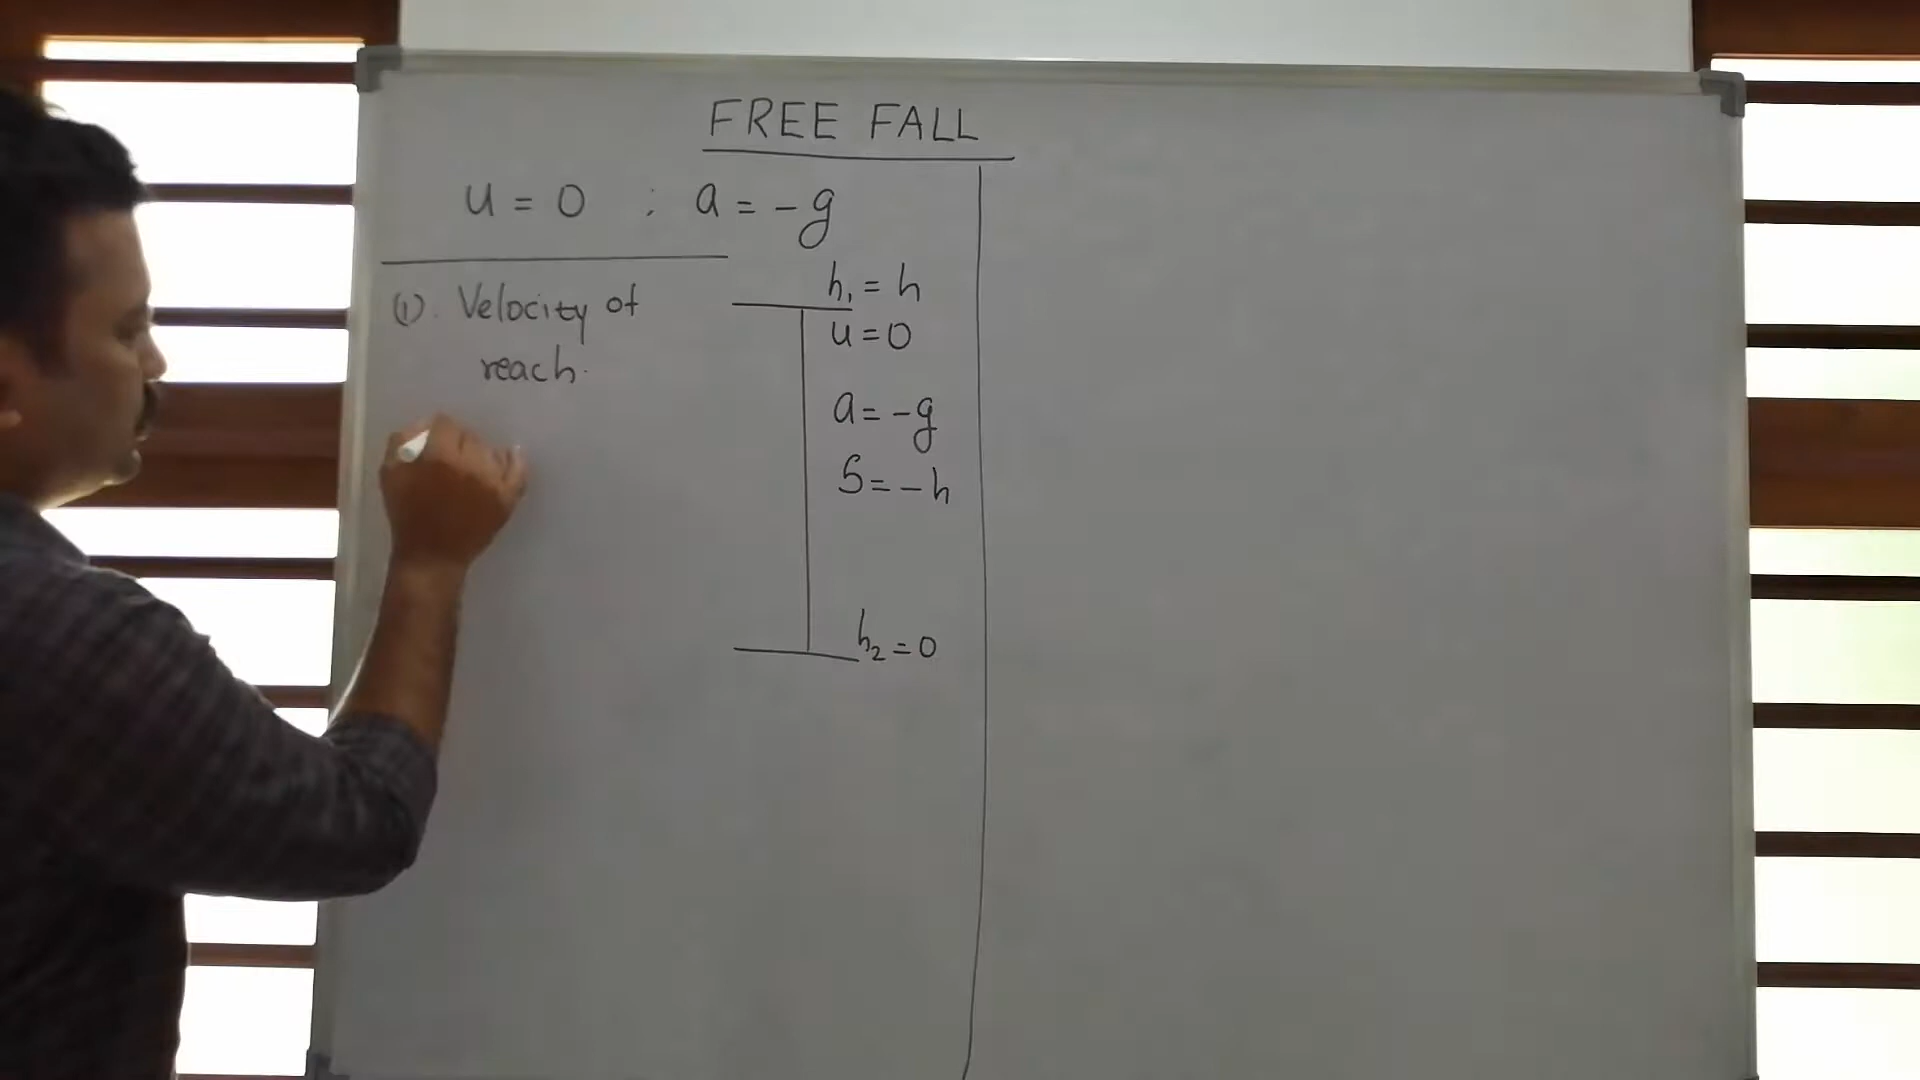 FREE FALL
u = 0 ; a = -g
(1). Velocity of
reach.
h₁ = h
u = 0
a = -g
S = -h
h₂ = 0